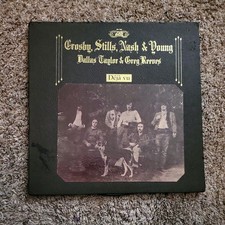 Crosby, Stills, Nash & Young
Dallas Taylor & Greg Reeves
Déjà vu